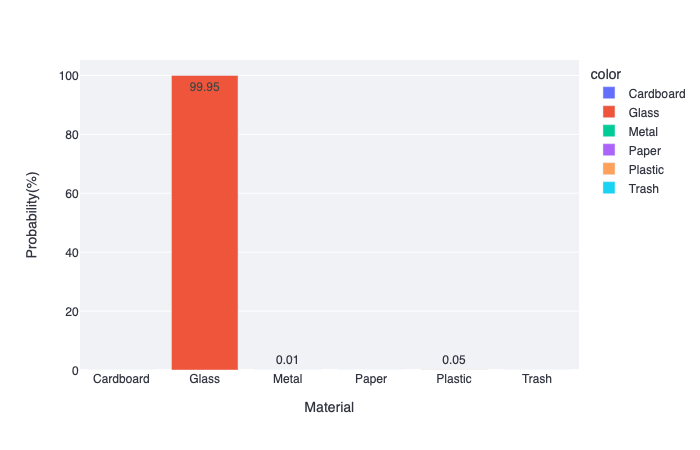 color
Cardboard
Glass
Metal
Paper
Plastic
Trash
Probability(%)
100
80
60
40
20
0
99.95
0.01
0.05
Cardboard Glass Metal Paper Plastic Trash
Material